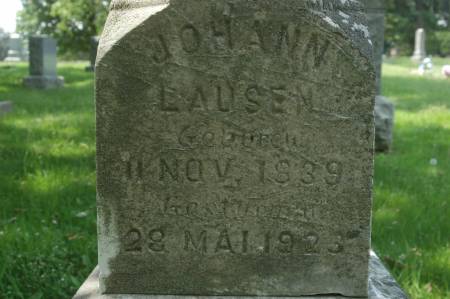 JOHANN
LAUSEN
Geboren
11 NOV. 1839
Gestorben
28 MAI 1923